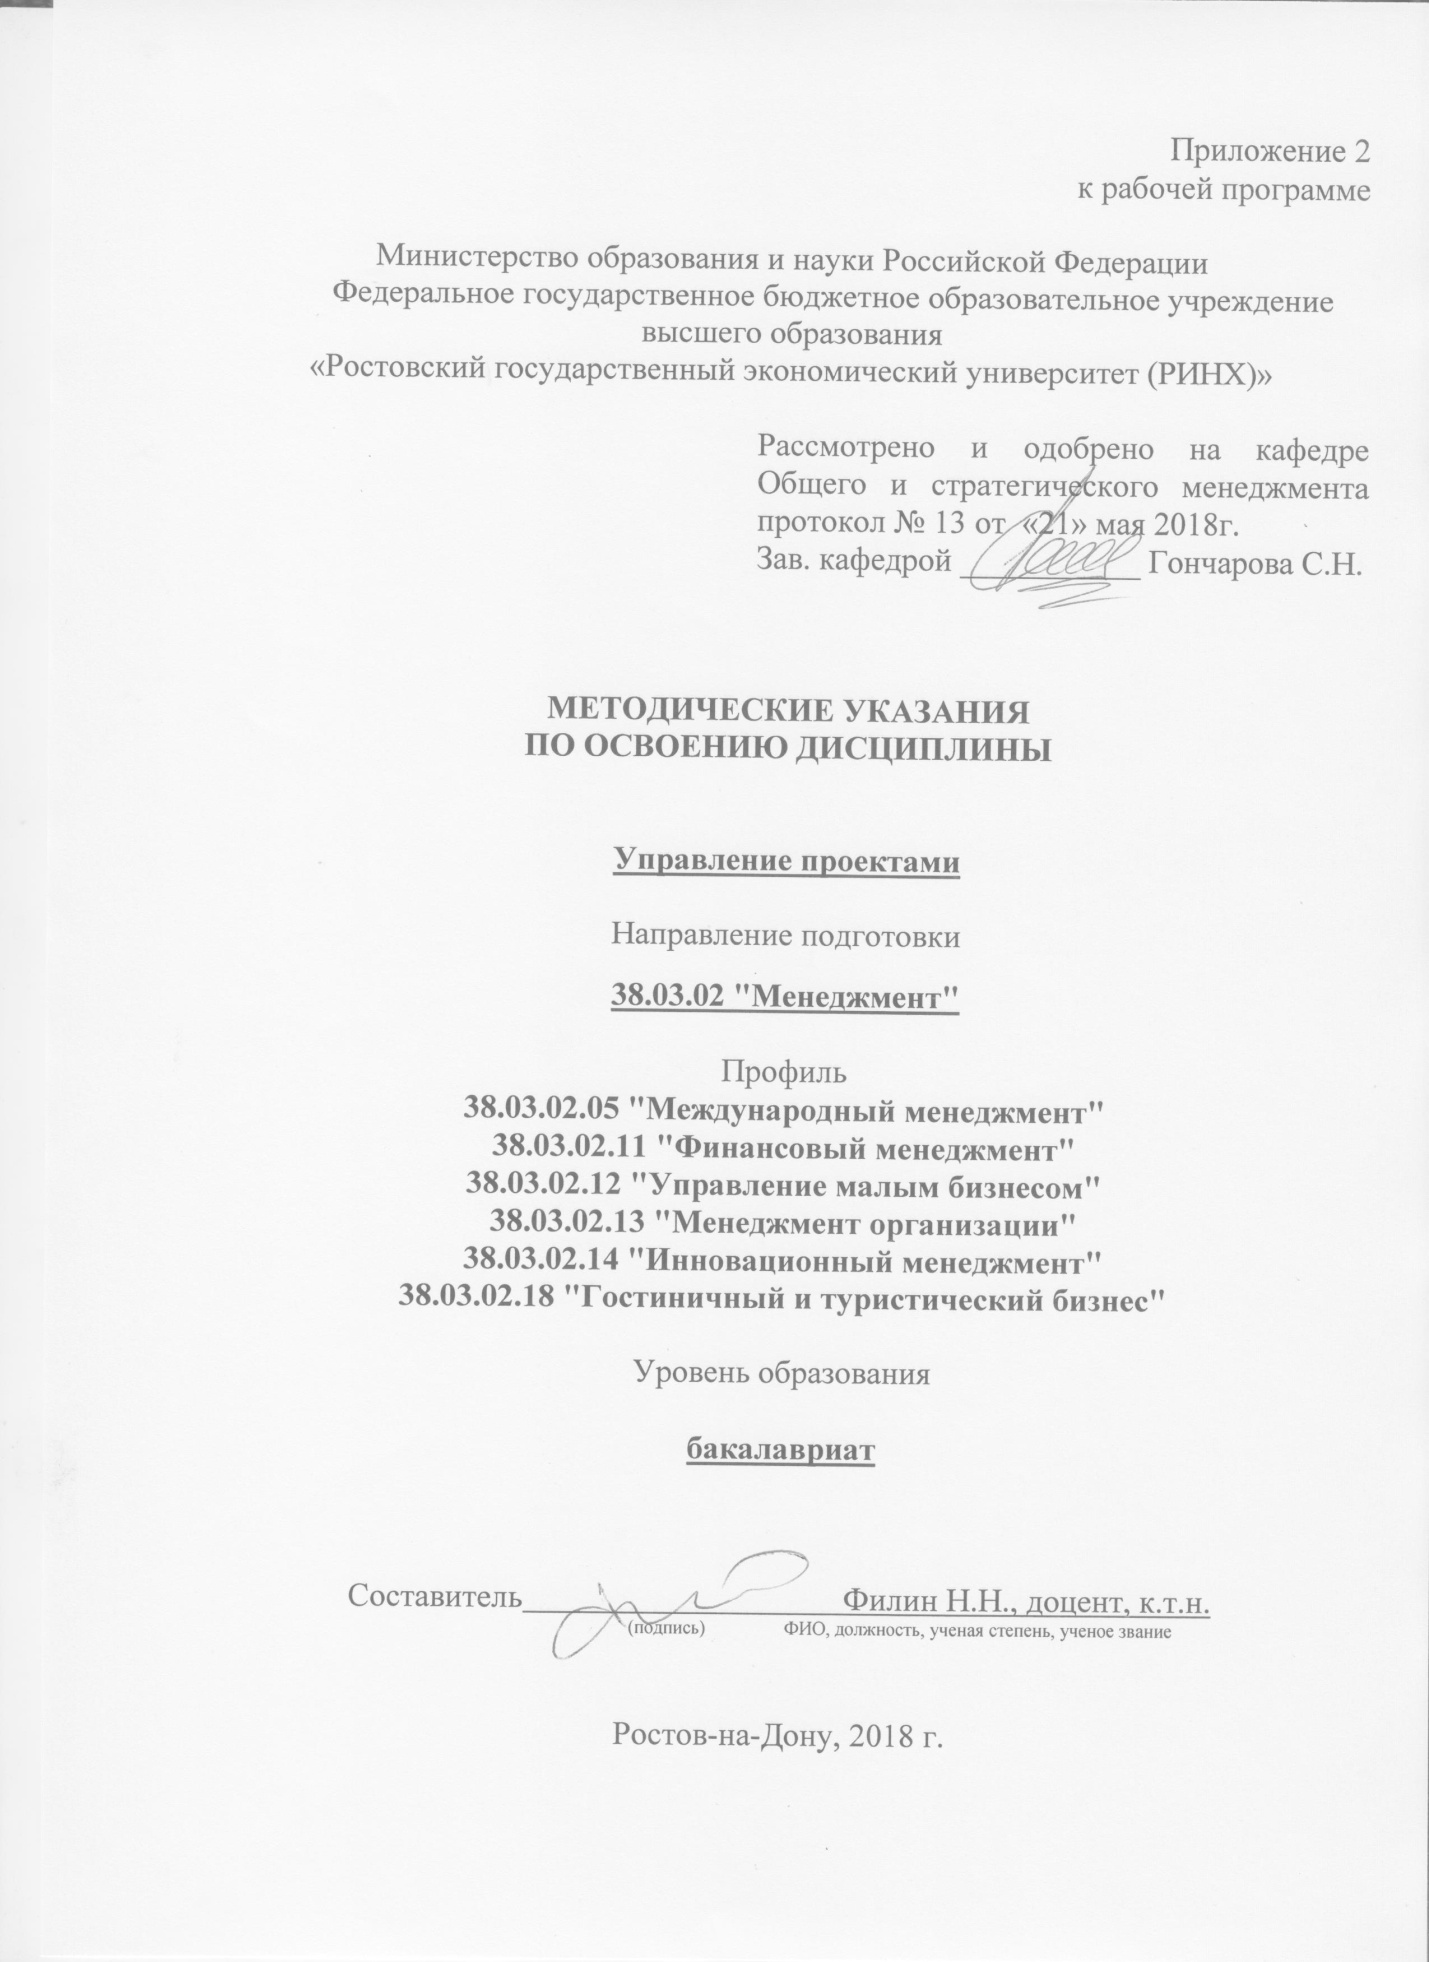 Приложение 2
к рабочей программе
Министерство образования и науки Российской Федерации
Федеральное государственное бюджетное образовательное учреждение
высшего образования
«Ростовский государственный экономический университет (РИНХ)»
Рассмотрено и одобрено на кафедре
Общего и стратегического менеджмента
протокол № 13 от «21» мая 2018г.
Зав. кафедрой ___________ Гончарова С.Н.
МЕТОДИЧЕСКИЕ УКАЗАНИЯ
ПО ОСВОЕНИЮ ДИСЦИПЛИНЫ
Управление проектами
Направление подготовки
38.03.02 "Менеджмент"
Профиль
38.03.02.05 "Международный менеджмент"
38.03.02.11 "Финансовый менеджмент"
38.03.02.12 "Управление малым бизнесом"
38.03.02.13 "Менеджмент организации"
38.03.02.14 "Инновационный менеджмент"
38.03.02.18 "Гостиничный и туристический бизнес"
Уровень образования
бакалавриат
Составитель____________________Филин Н.Н., доцент, к.т.н.
(подпись) ФИО, должность, ученая степень, ученое звание
Ростов-на-Дону, 2018 г.